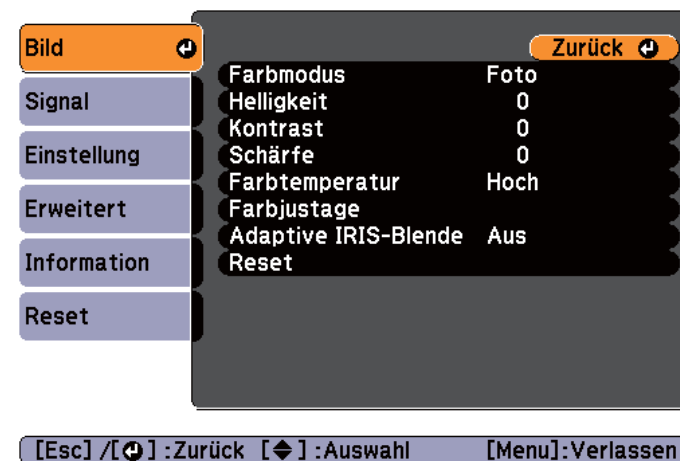 Bild
Signal
Einstellung
Erweitert
Information
Reset
Zurück
Farbmodus Foto
Helligkeit 0
Kontrast 0
Schärfe 0
Farbtemperatur Hoch
Farbjustage
Adaptive IRIS-Blende Aus
Reset
[Esc] /[⏎] :Zurück [◆] :Auswahl [Menu]:Verlassen